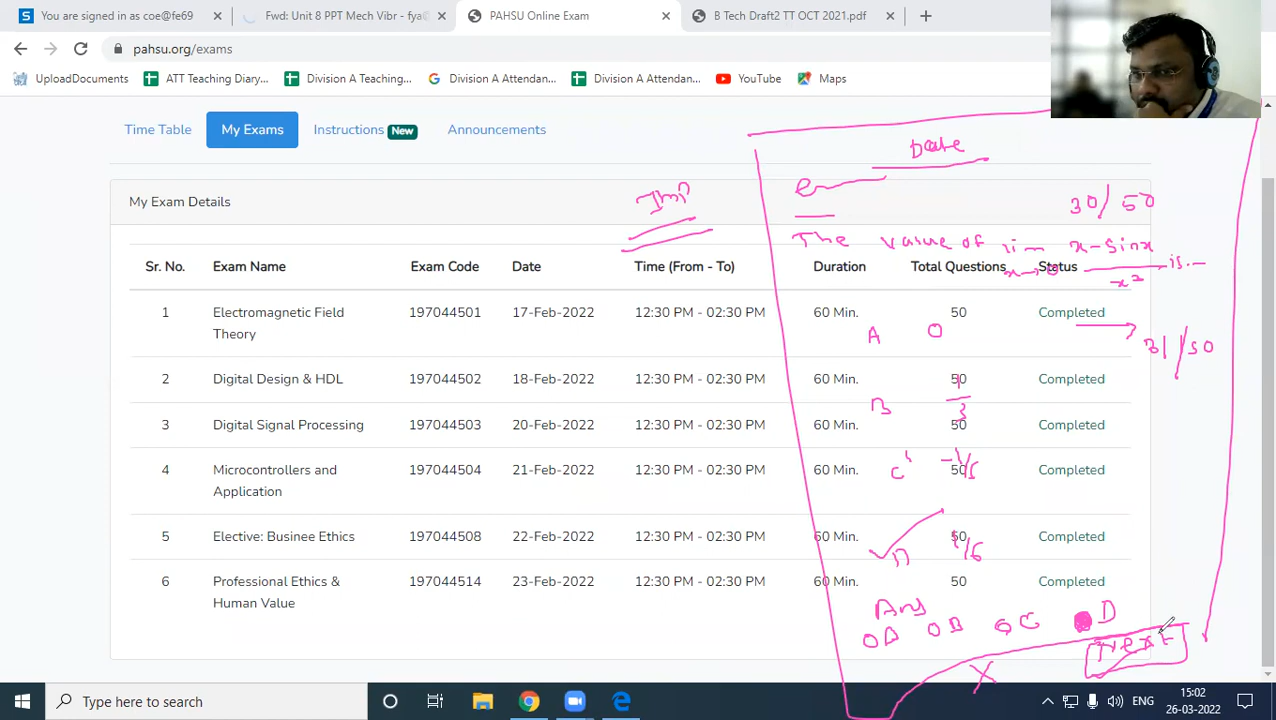 You are signed in as coe@fe69
Fwd: Unit 8 PPT Mech Vibr - fya@
PAHSU Online Exam
B Tech Draft2 TT OCT 2021.pdf
pahsu.org/exams
UploadDocuments
ATT Teaching Diary...
Division A Teaching...
Division A Attendan...
Division A Attendan...
YouTube
Maps
Time Table
My Exams
Instructions New
Announcements
Date
My Exam Details
Imp
30/50
The value of lim x→0 x-sinx / x² is -
Sr. No. Exam Name Exam Code Date Time (From - To) Duration Total Questions Status
1 Electromagnetic Field Theory 197044501 17-Feb-2022 12:30 PM - 02:30 PM 60 Min. 50 Completed
A 0
31/50
2 Digital Design & HDL 197044502 18-Feb-2022 12:30 PM - 02:30 PM 60 Min. 50 Completed
B 1/3
3 Digital Signal Processing 197044503 20-Feb-2022 12:30 PM - 02:30 PM 60 Min. 50 Completed
4 Microcontrollers and Application 197044504 21-Feb-2022 12:30 PM - 02:30 PM 60 Min. 50 Completed
C
5 Elective: Businee Ethics 197044508 22-Feb-2022 12:30 PM - 02:30 PM 60 Min. 50 Completed
D 1/6
6 Professional Ethics & Human Value 197044514 23-Feb-2022 12:30 PM - 02:30 PM 60 Min. 50 Completed
Ans
A B C D
Next
X
Type here to search
ENG
15:02
26-03-2022